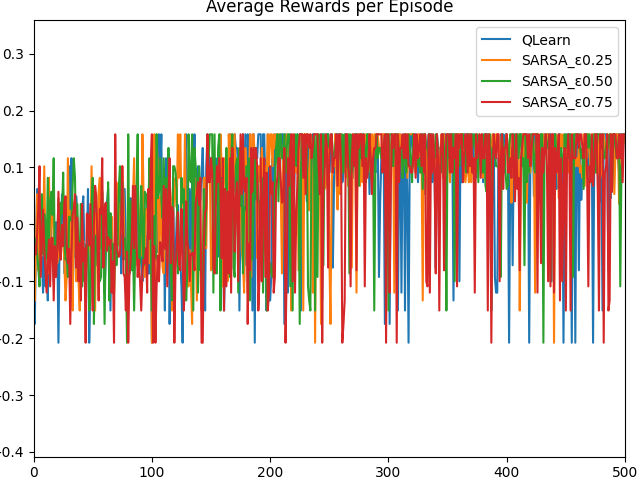 Average Rewards per Episode
QLearn
SARSA_ε0.25
SARSA_ε0.50
SARSA_ε0.75
0.3
0.2
0.1
0.0
-0.1
-0.2
-0.3
-0.4
0 100 200 300 400 500